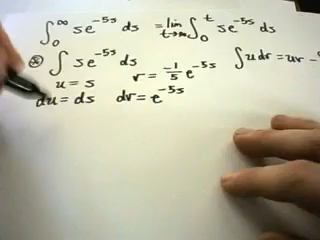 ∫₀^∞ se^{-5s} ds = lim_{t→∞} ∫₀^t se^{-5s} ds
⊛ ∫ se^{-5s} ds ∫udv = uv -
u = s v = -1/5 e^{-5s}
du = ds dv = e^{-5s}